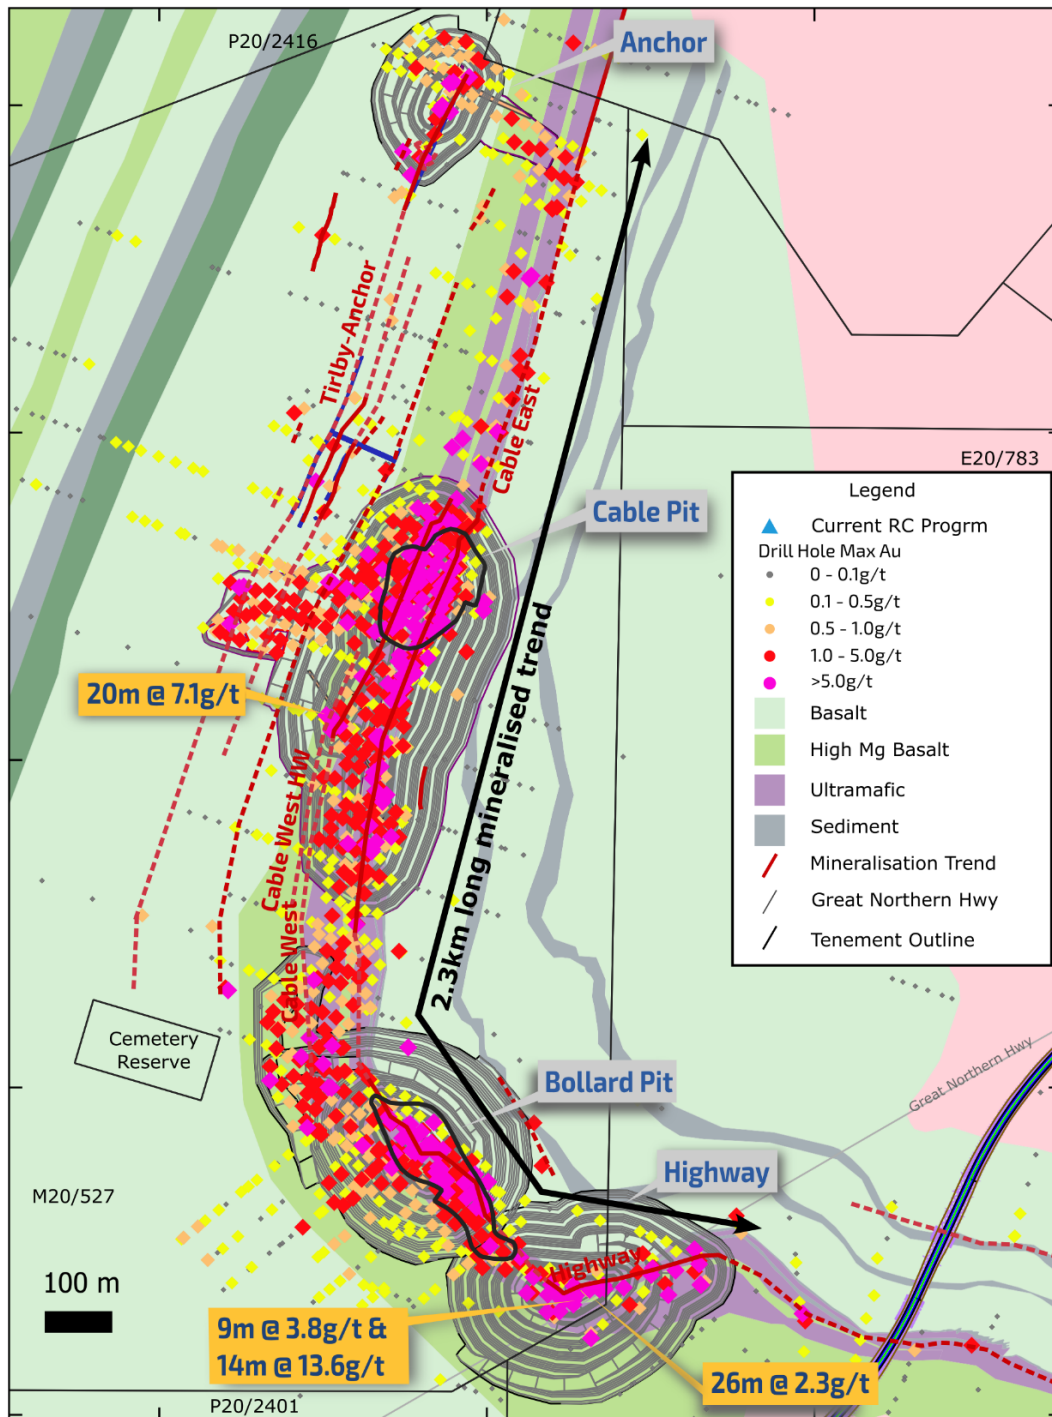 P20/2416
Anchor
Tirlby-Anchor
Cable East
E20/783
Legend
Current RC Progrm
Drill Hole Max Au
0 - 0.1g/t
0.1 - 0.5g/t
0.5 - 1.0g/t
1.0 - 5.0g/t
>5.0g/t
Basalt
High Mg Basalt
Ultramafic
Sediment
Mineralisation Trend
Great Northern Hwy
Tenement Outline
Cable Pit
20m @ 7.1g/t
2.3km long mineralised trend
Cable West HW
Cable West
Cemetery
Reserve
Great Northern Hwy
Bollard Pit
Highway
M20/527
Highway
100 m
9m @ 3.8g/t &
14m @ 13.6g/t
26m @ 2.3g/t
P20/2401